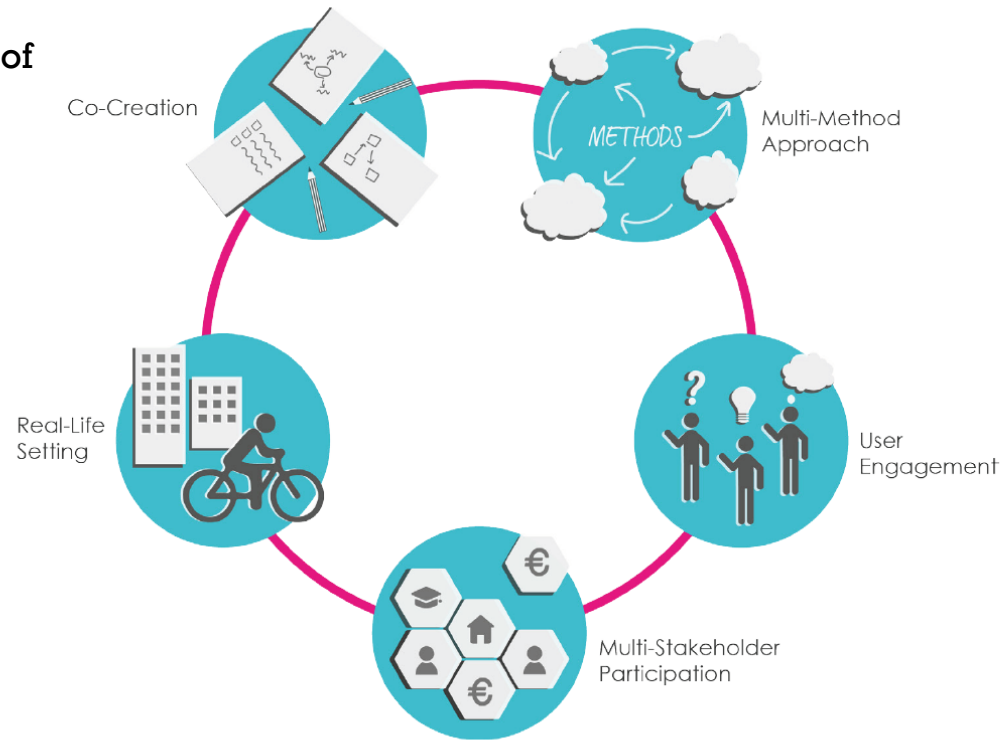 of
Co-Creation
METHODS
Multi-Method
Approach
Real-Life
Setting
?
User
Engagement
€
€
Multi-Stakeholder
Participation